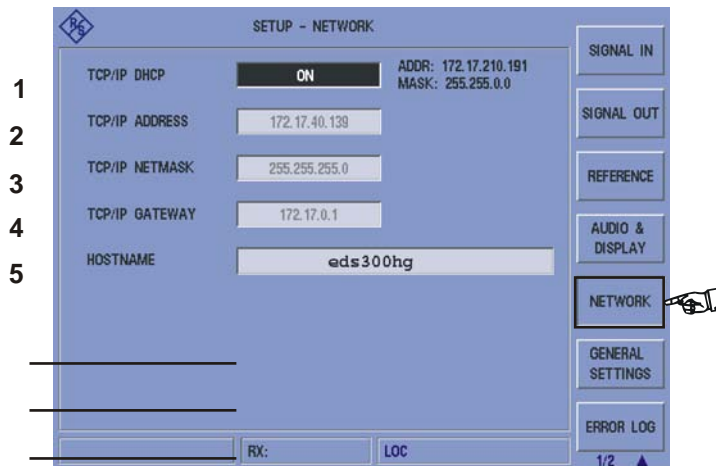 R&S
SETUP - NETWORK
SIGNAL IN
1
TCP/IP DHCP
ON
ADDR: 172.17.210.191
MASK: 255.255.0.0
2
TCP/IP ADDRESS
172.17.40.139
SIGNAL OUT
3
TCP/IP NETMASK
255.255.255.0
REFERENCE
4
TCP/IP GATEWAY
172.17.0.1
AUDIO &
DISPLAY
5
HOSTNAME
eds300hg
NETWORK
GENERAL
SETTINGS
ERROR LOG
RX:
LOC
1/2